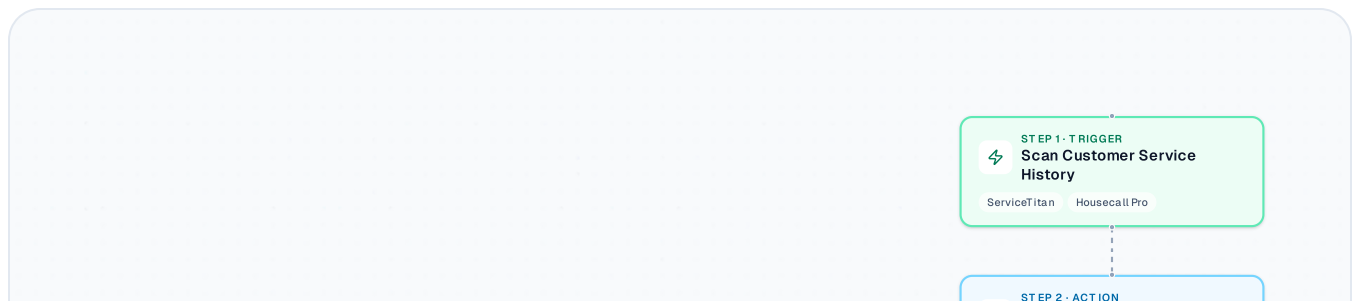 STEP 1 · TRIGGER
Scan Customer Service
History
ServiceTitan Housecall Pro
STEP 2 · ACTION